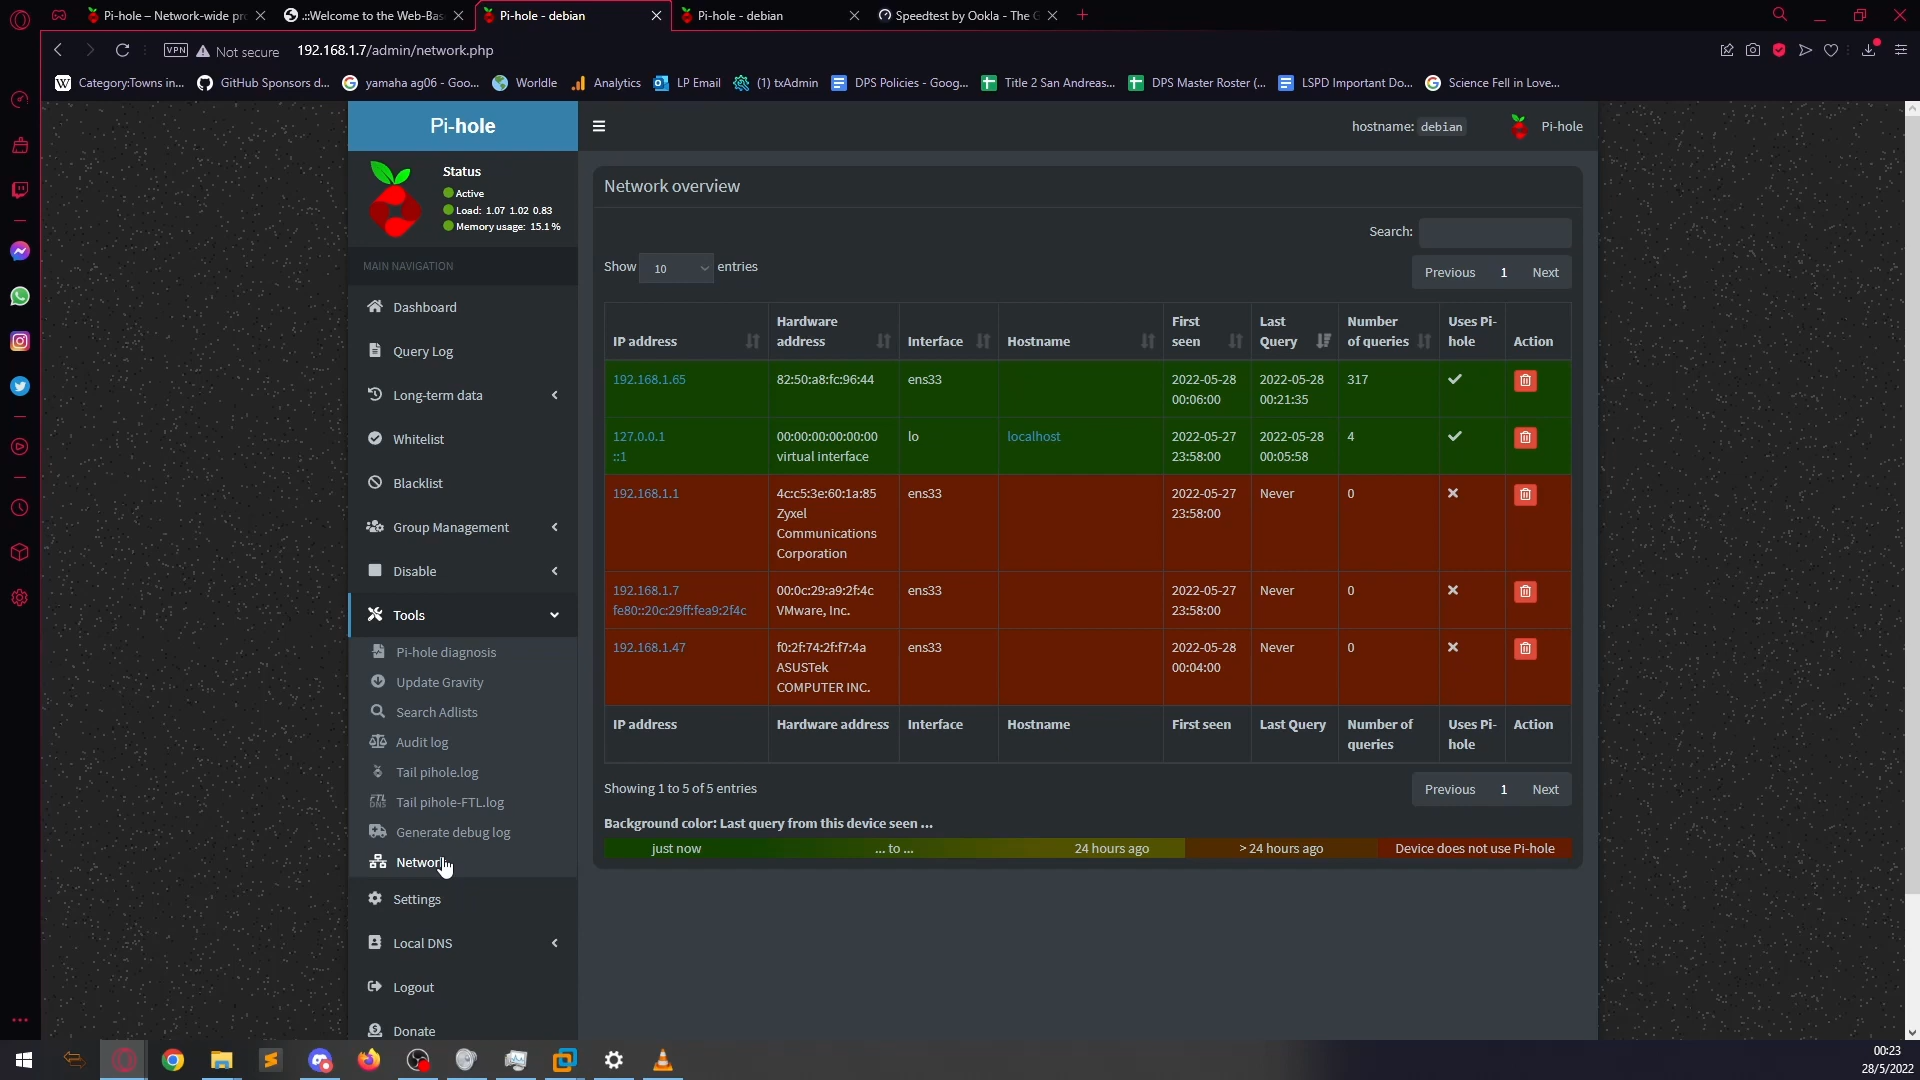 Pi-hole – Network-wide pr
.::Welcome to the Web-Bas
Pi-hole - debian
Pi-hole - debian
Speedtest by Ookla - The G
VPN
Not secure
192.168.1.7/admin/network.php
Category:Towns in...
GitHub Sponsors d...
yamaha ag06 - Goo...
Worldle
Analytics
LP Email
(1) txAdmin
DPS Policies - Goog...
Title 2 San Andreas...
DPS Master Roster (...
LSPD Important Do...
Science Fell in Love...
Pi-hole
hostname: debian
Pi-hole
Status
Active
Load: 1.07 1.02 0.83
Memory usage: 15.1 %
MAIN NAVIGATION
Dashboard
Query Log
Long-term data
Whitelist
Blacklist
Group Management
Disable
Tools
Pi-hole diagnosis
Update Gravity
Search Adlists
Audit log
Tail pihole.log
Tail pihole-FTL.log
Generate debug log
Network
Settings
Local DNS
Logout
Donate
Network overview
Search:
Show 10 entries
Previous 1 Next
IP address
Hardware address
Interface
Hostname
First seen
Last Query
Number of queries
Uses Pi-hole
Action
192.168.1.65
82:50:a8:fc:96:44
ens33
2022-05-28 00:06:00
2022-05-28 00:21:35
317
127.0.0.1
::1
00:00:00:00:00:00
virtual interface
lo
localhost
2022-05-27 23:58:00
2022-05-28 00:05:58
4
192.168.1.1
4c:c5:3e:60:1a:85
Zyxel
Communications
Corporation
ens33
2022-05-27 23:58:00
Never
0
192.168.1.7
fe80::20c:29ff:fea9:2f4c
00:0c:29:a9:2f:4c
VMware, Inc.
ens33
2022-05-27 23:58:00
Never
0
192.168.1.47
f0:2f:74:2f:f7:4a
ASUSTek
COMPUTER INC.
ens33
2022-05-28 00:04:00
Never
0
IP address
Hardware address
Interface
Hostname
First seen
Last Query
Number of queries
Uses Pi-hole
Action
Showing 1 to 5 of 5 entries
Previous 1 Next
Background color: Last query from this device seen ...
just now
... to ...
24 hours ago
> 24 hours ago
Device does not use Pi-hole
00:23
28/5/2022